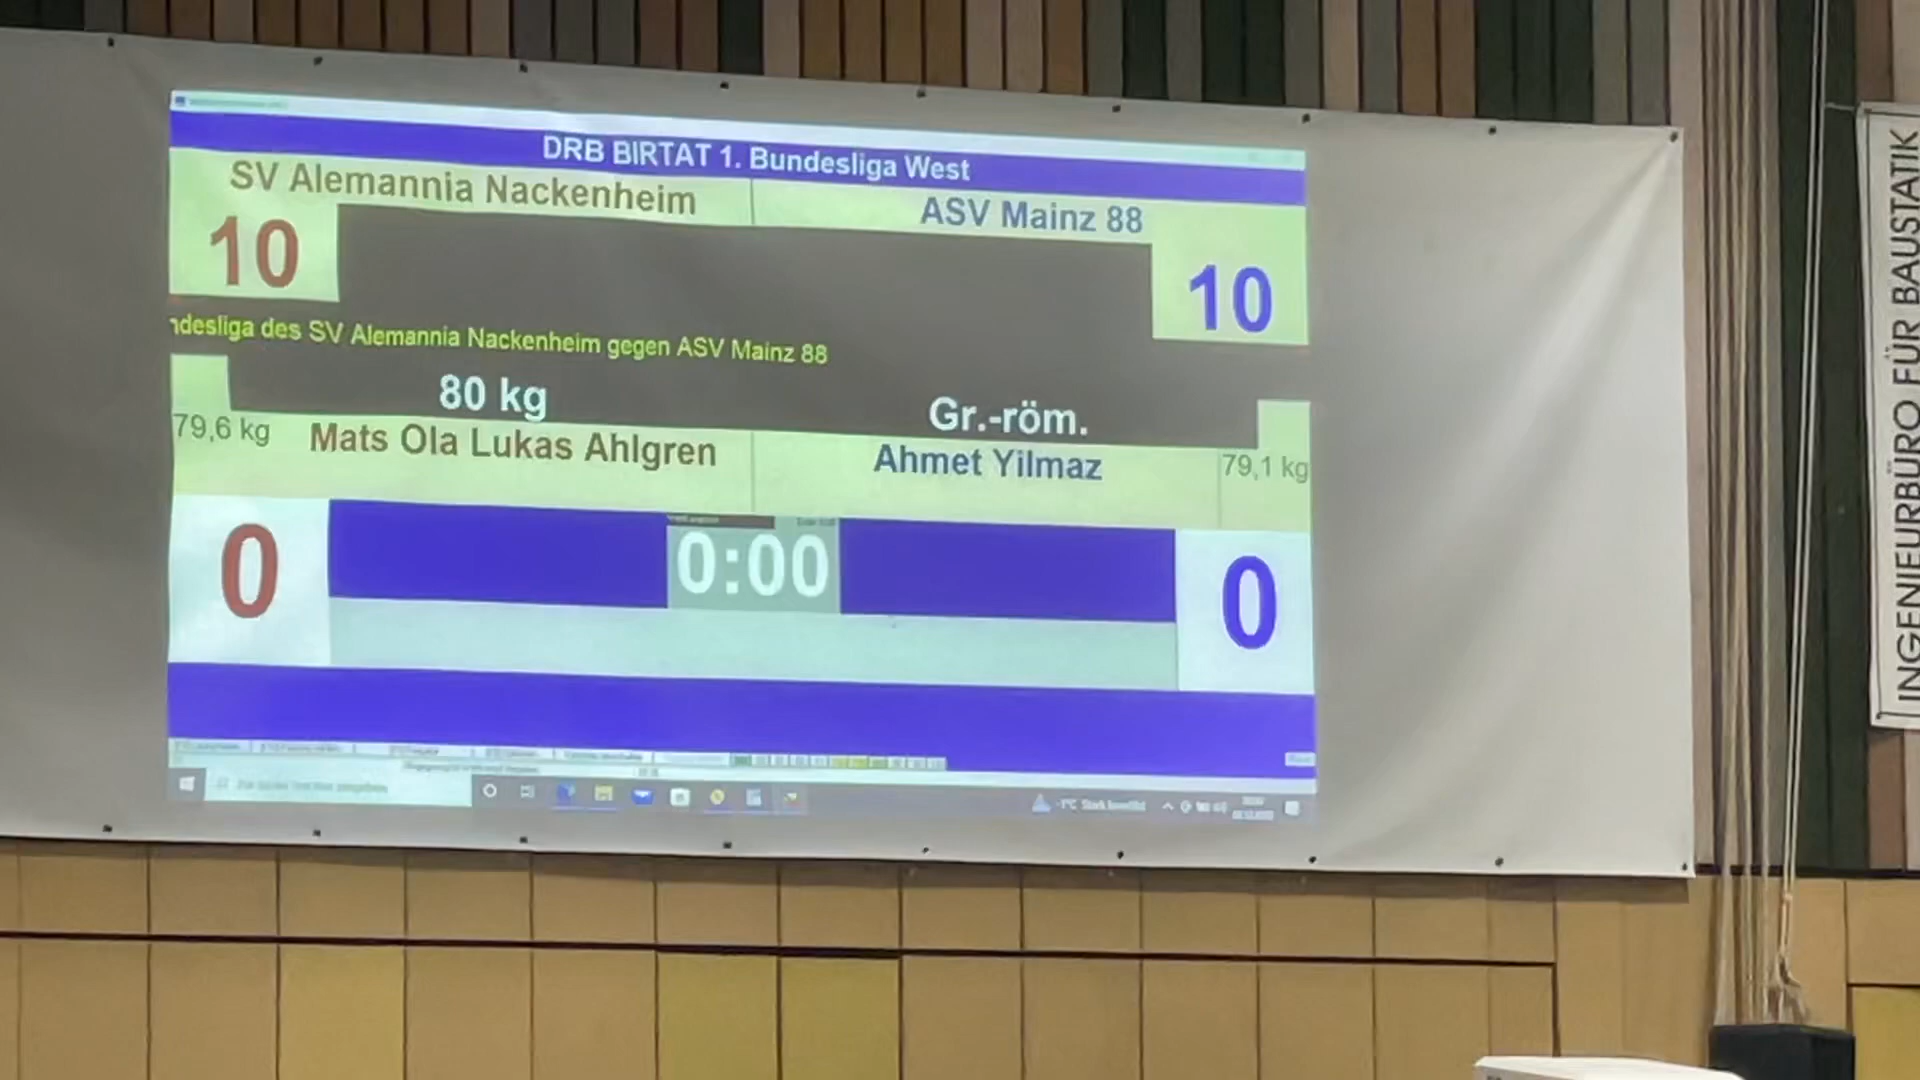 DRB BIRTAT 1. Bundesliga West
SV Alemannia Nackenheim
ASV Mainz 88
10
10
ndesliga des SV Alemannia Nackenheim gegen ASV Mainz 88
80 kg
Gr.-röm.
79,6 kg
Mats Ola Lukas Ahlgren
Ahmet Yilmaz
79,1 kg
0
0:00
0
-1°C
INGENIEURBÜRO FÜR BAUSTATIK